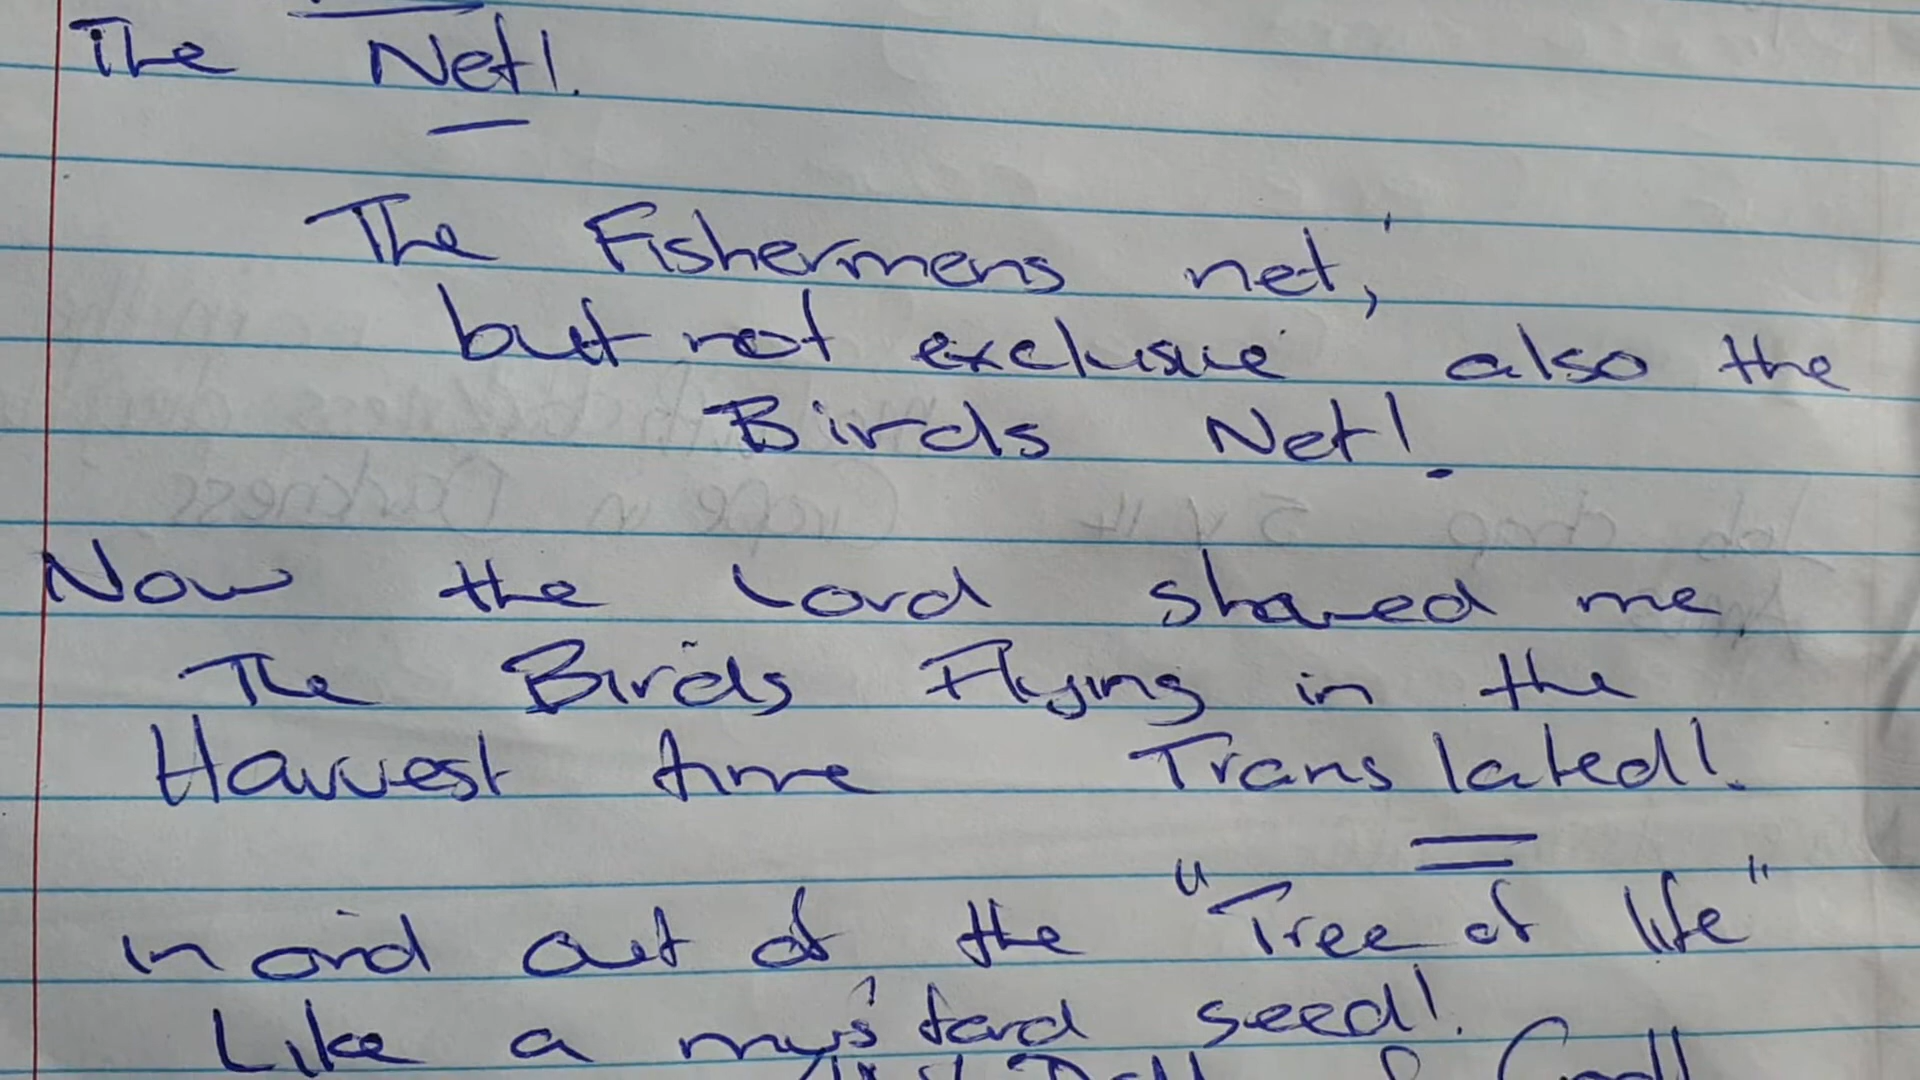 The Net!.
The Fishermens net,
but not exclusive also the
Birds Net!.
Now the Lord shared me,
The Birds Flying in the
Harvest time Translated!.
in and out of the "Tree of life"
Like a mustard seed!.